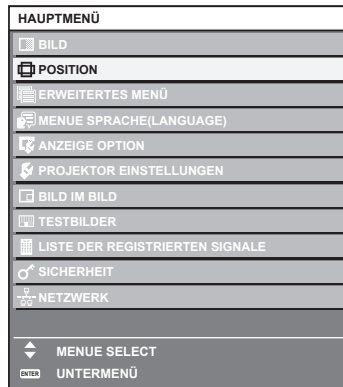 HAUPTMENÜ
BILD
POSITION
ERWEITERTES MENÜ
MENUE SPRACHE(LANGUAGE)
ANZEIGE OPTION
PROJEKTOR EINSTELLUNGEN
BILD IM BILD
TESTBILDER
LISTE DER REGISTRIERTEN SIGNALE
SICHERHEIT
NETZWERK
MENUE SELECT
ENTER UNTERMENÜ